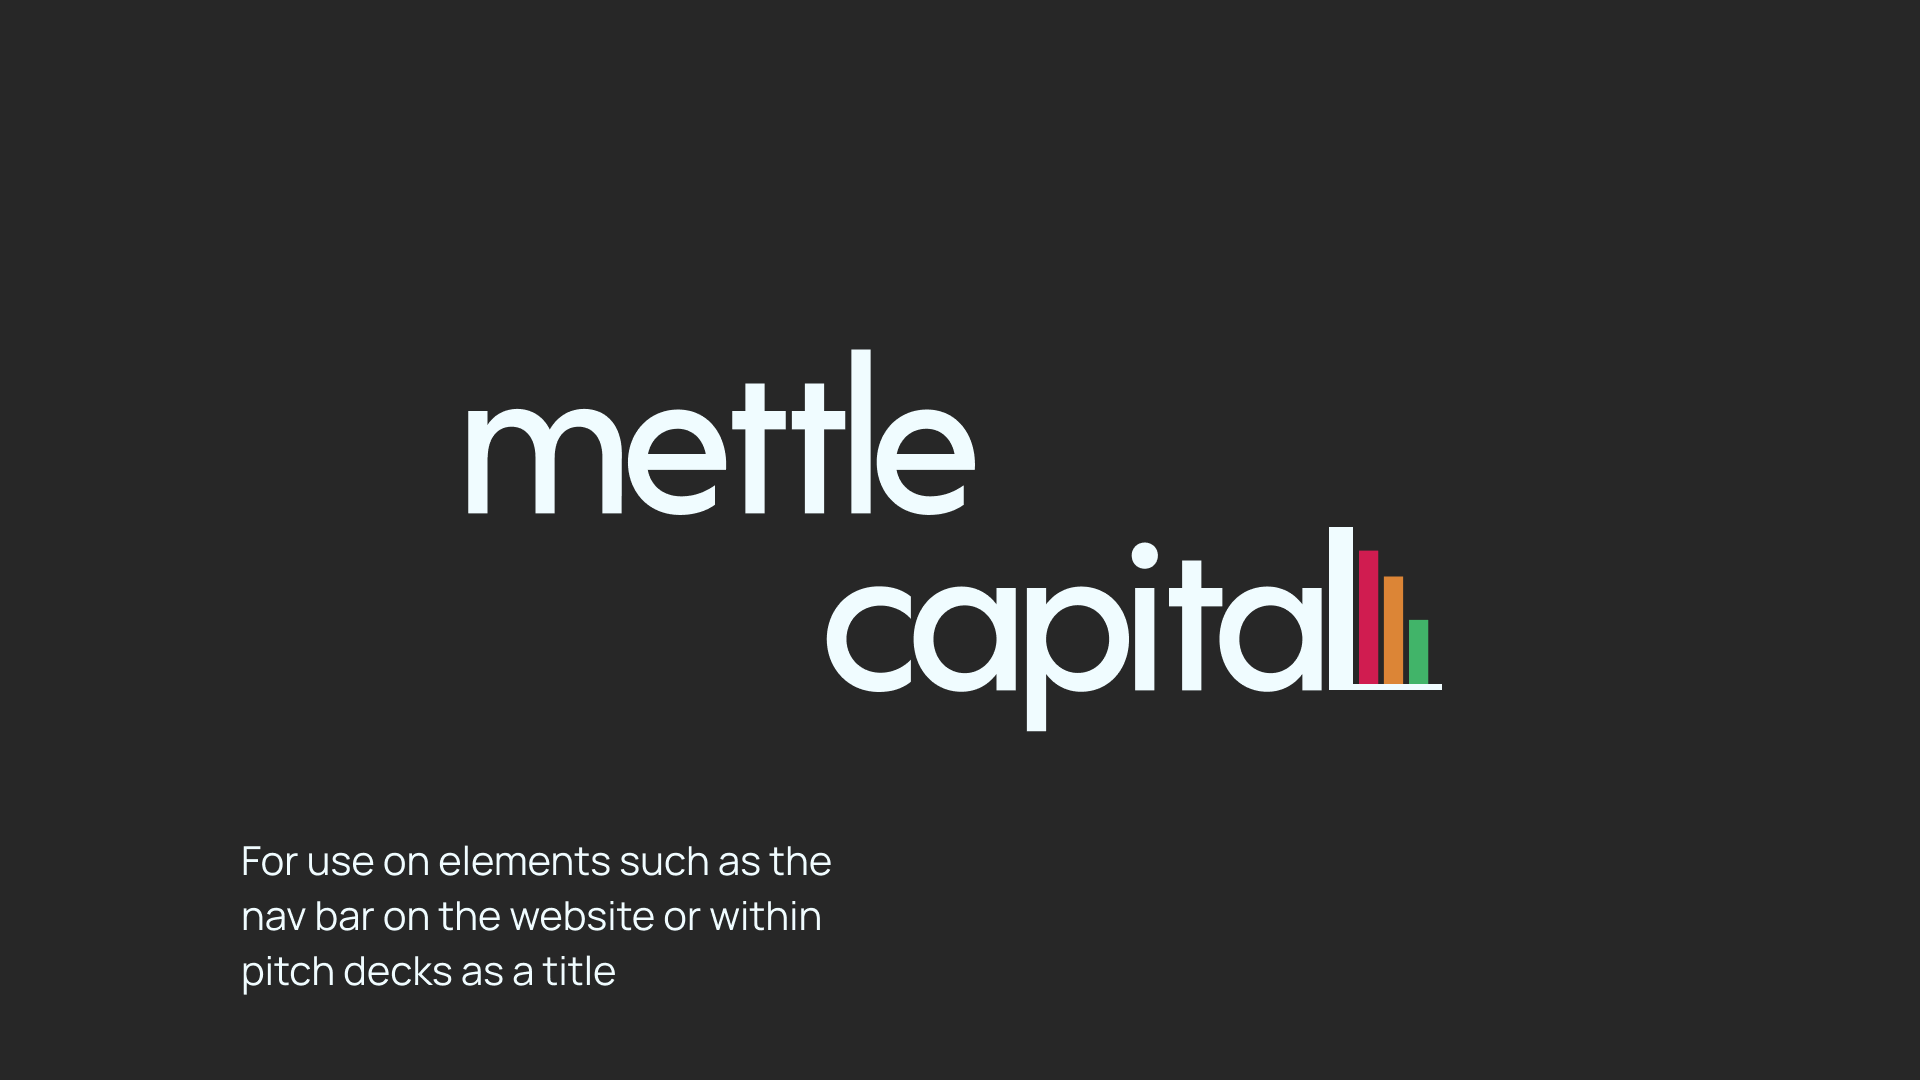 mettle
capital
For use on elements such as the
nav bar on the website or within
pitch decks as a title